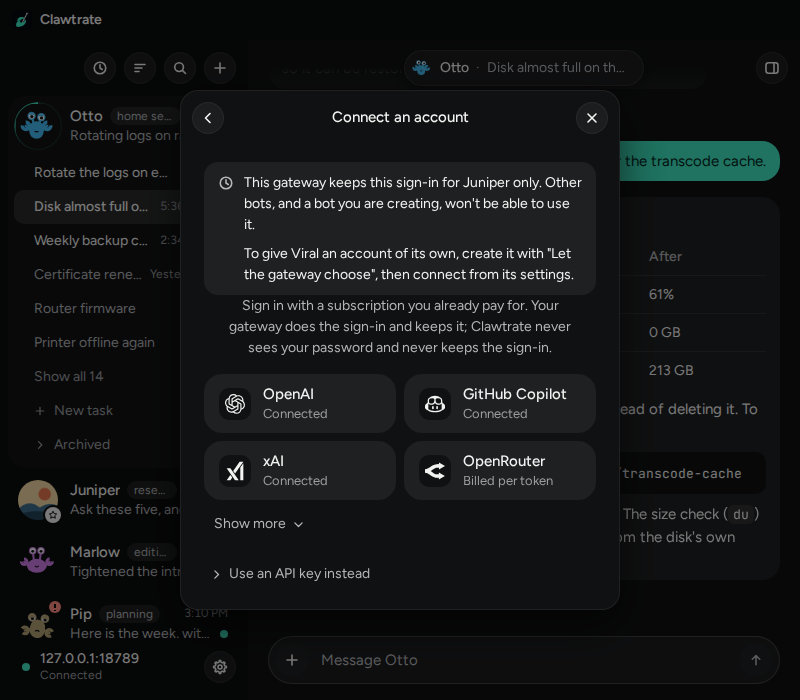 Clawtrate
Otto · Disk almost full on th...
Otto home se...
Rotating logs on r
Rotate the logs on e...
Disk almost full o... 5:36
Weekly backup c... 2:34
Certificate rene... Yeste
Router firmware
Printer offline again
Show all 14
+ New task
> Archived
Juniper rese...
Ask these five, an
Marlow editi...
Tightened the intr
Pip planning 3:10 PM
Here is the week. wit...
127.0.0.1:18789
Connected
Connect an account
This gateway keeps this sign-in for Juniper only. Other
bots, and a bot you are creating, won't be able to use
it.
To give Viral an account of its own, create it with "Let
the gateway choose", then connect from its settings.
Sign in with a subscription you already pay for. Your
gateway does the sign-in and keeps it; Clawtrate never
sees your password and never keeps the sign-in.
OpenAI
Connected
GitHub Copilot
Connected
xAI
Connected
OpenRouter
Billed per token
Show more
Use an API key instead
the transcode cache.
After
61%
0 GB
213 GB
ead of deleting it. To
/transcode-cache
The size check ( du )
om the disk's own
Message Otto